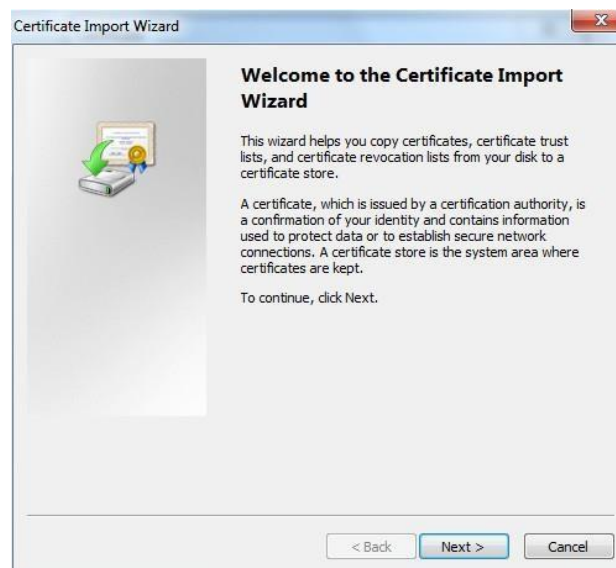 Certificate Import Wizard
X
Welcome to the Certificate Import
Wizard
This wizard helps you copy certificates, certificate trust
lists, and certificate revocation lists from your disk to a
certificate store.
A certificate, which is issued by a certification authority, is
a confirmation of your identity and contains information
used to protect data or to establish secure network
connections. A certificate store is the system area where
certificates are kept.
To continue, click Next.
< Back Next > Cancel